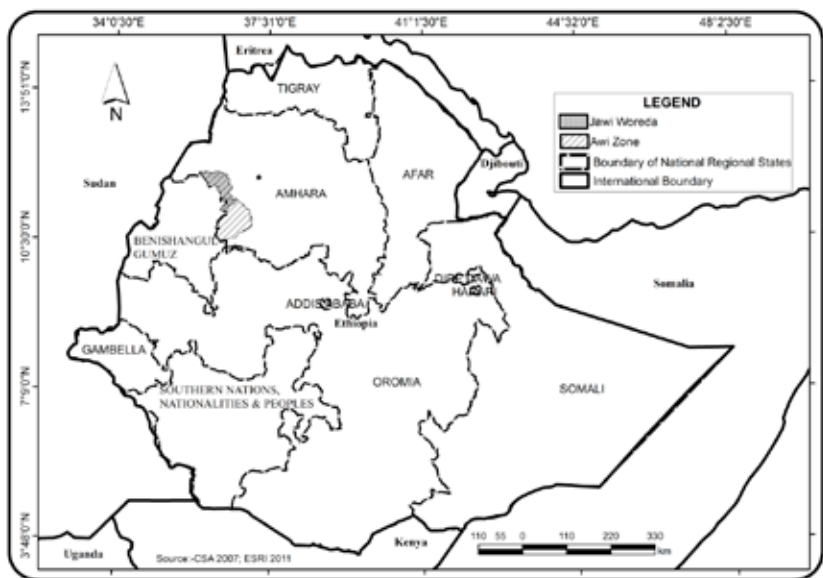 34°0'30"E 37°31'0"E 41°1'30"E 44°32'0"E 48°2'30"E
13°51'0"N
10°30'0"N
7°9'0"N
3°48'0"N
N
Eritrea
TIGRAY
LEGEND
Jawi Woreda
Awi Zone
Boundary of National Regional States
International Boundary
Sudan
AFAR
Djibouti
AMHARA
BENISHANGUL
GUMUZ
DIRE DAWA
HARARI
Somalia
ADDIS ABABA
Ethiopia
GAMBELLA
OROMIA
SOMALI
SOUTHERN NATIONS,
NATIONALITIES & PEOPLES
Uganda
Source:-CSA 2007; ESRI 2011
Kenya
110 55 0 110 220 330
km